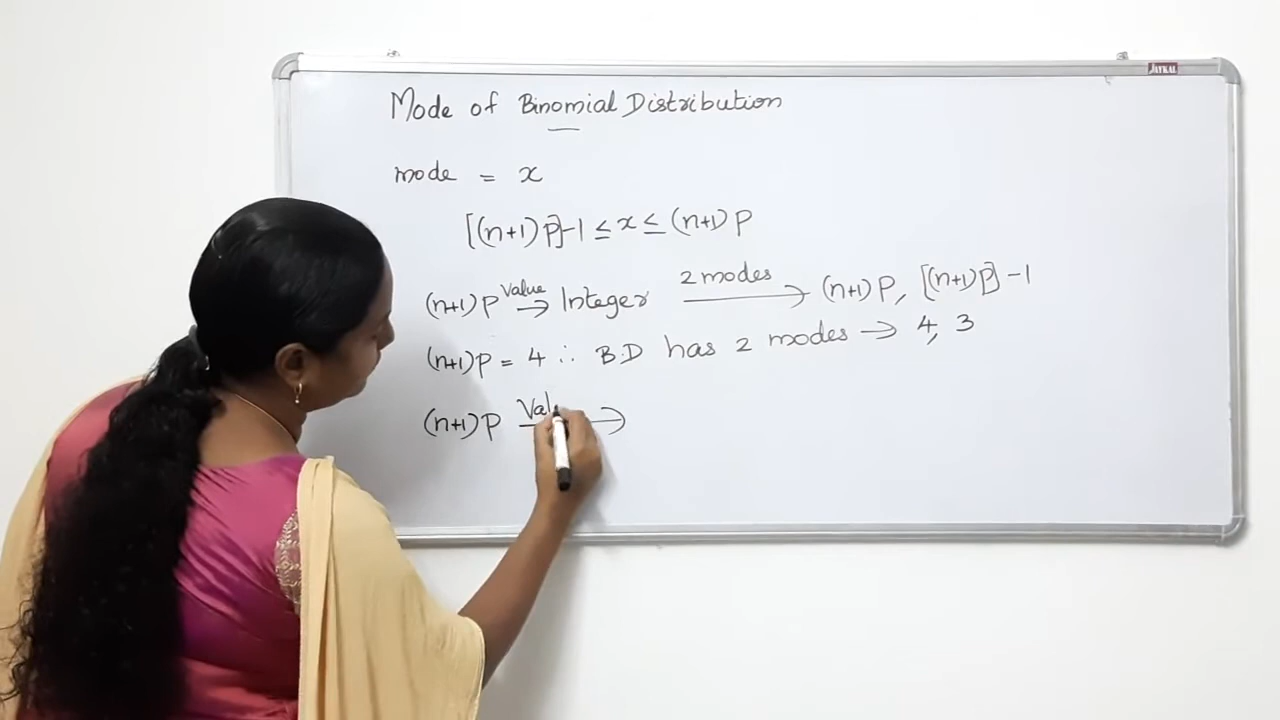 JAYKAL
Mode of Binomial Distribution
mode = x
[(n+1)P]-1 ≤ x ≤ (n+1)P
(n+1)P Value → Integer 2 modes → (n+1)P, [(n+1)P]-1
(n+1)P = 4 ∴ B.D has 2 modes → 4, 3
(n+1)P Val →